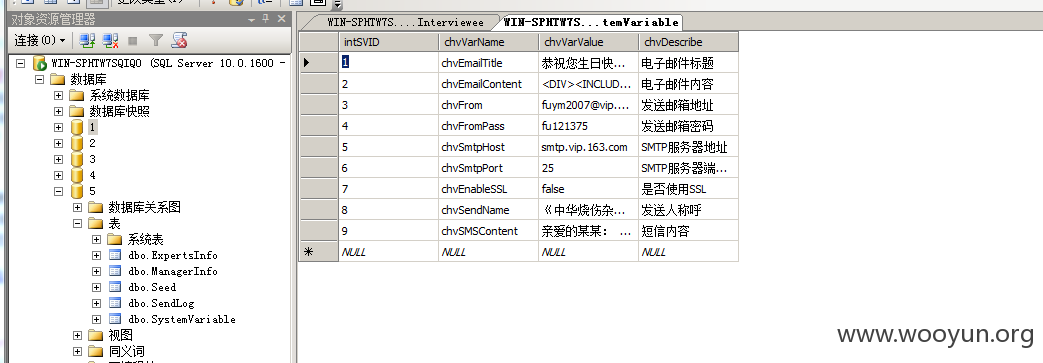 更改类型(Y)
对象资源管理器
连接(O)
WIN-SPHTW7SQIQO (SQL Server 10.0.1600 -
数据库
系统数据库
数据库快照
1
2
3
4
5
数据库关系图
表
系统表
dbo.ExpertsInfo
dbo.ManagerInfo
dbo.Seed
dbo.SendLog
dbo.SystemVariable
视图
同义词
WIN-SPHTW7S....Interviewee WIN-SPHTW7S...temVariable
intSVID chvVarName chvVarValue chvDescribe
1 chvEmailTitle 恭祝您生日快... 电子邮件标题
2 chvEmailContent <DIV><INCLUD... 电子邮件内容
3 chvFrom fuym2007@vip.... 发送邮箱地址
4 chvFromPass fu121375 发送邮箱密码
5 chvSmtpHost smtp.vip.163.com SMTP服务器地址
6 chvSmtpPort 25 SMTP服务器端...
7 chvEnableSSL false 是否使用SSL
8 chvSendName 《中华烧伤杂... 发送人称呼
9 chvSMSContent 亲爱的某某： ... 短信内容
NULL NULL NULL NULL
www.wooyun.org